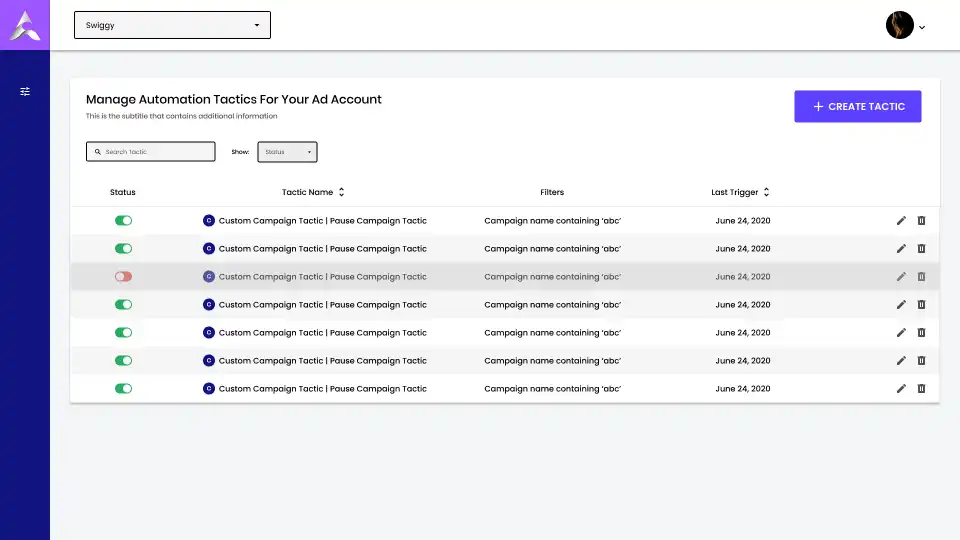 Swiggy
Manage Automation Tactics For Your Ad Account
This is the subtitle that contains additional information
+ CREATE TACTIC
Search Tactic Show: Status
Status Tactic Name Filters Last Trigger
C Custom Campaign Tactic | Pause Campaign Tactic Campaign name containing ‘abc’ June 24, 2020
C Custom Campaign Tactic | Pause Campaign Tactic Campaign name containing ‘abc’ June 24, 2020
C Custom Campaign Tactic | Pause Campaign Tactic Campaign name containing ‘abc’ June 24, 2020
C Custom Campaign Tactic | Pause Campaign Tactic Campaign name containing ‘abc’ June 24, 2020
C Custom Campaign Tactic | Pause Campaign Tactic Campaign name containing ‘abc’ June 24, 2020
C Custom Campaign Tactic | Pause Campaign Tactic Campaign name containing ‘abc’ June 24, 2020
C Custom Campaign Tactic | Pause Campaign Tactic Campaign name containing ‘abc’ June 24, 2020